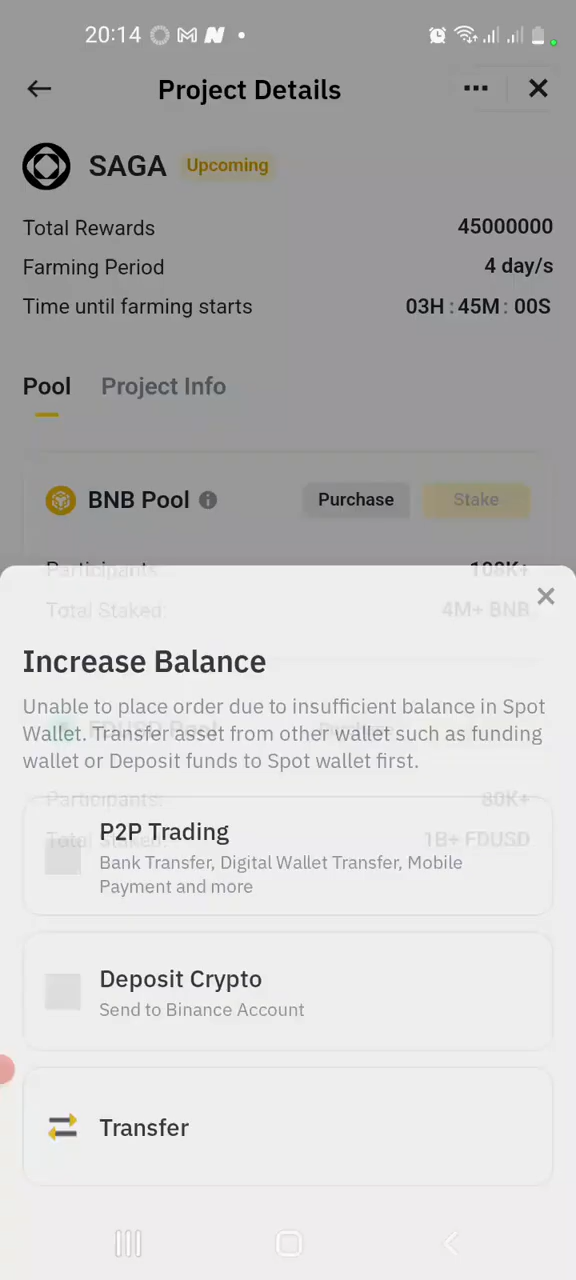 20:14
Project Details
SAGA Upcoming
Total Rewards 45000000
Farming Period 4 day/s
Time until farming starts 03H : 45M : 00S
Pool Project Info
BNB Pool Purchase Stake
Participants: 108K+
Total Staked: 4M+ BNB
Increase Balance
Unable to place order due to insufficient balance in Spot
Wallet. Transfer asset from other wallet such as funding
wallet or Deposit funds to Spot wallet first.
FDUSD Pool
Participants: 80K+
Total Staked: 1B+ FDUSD
P2P Trading
Bank Transfer, Digital Wallet Transfer, Mobile
Payment and more
Deposit Crypto
Send to Binance Account
Transfer